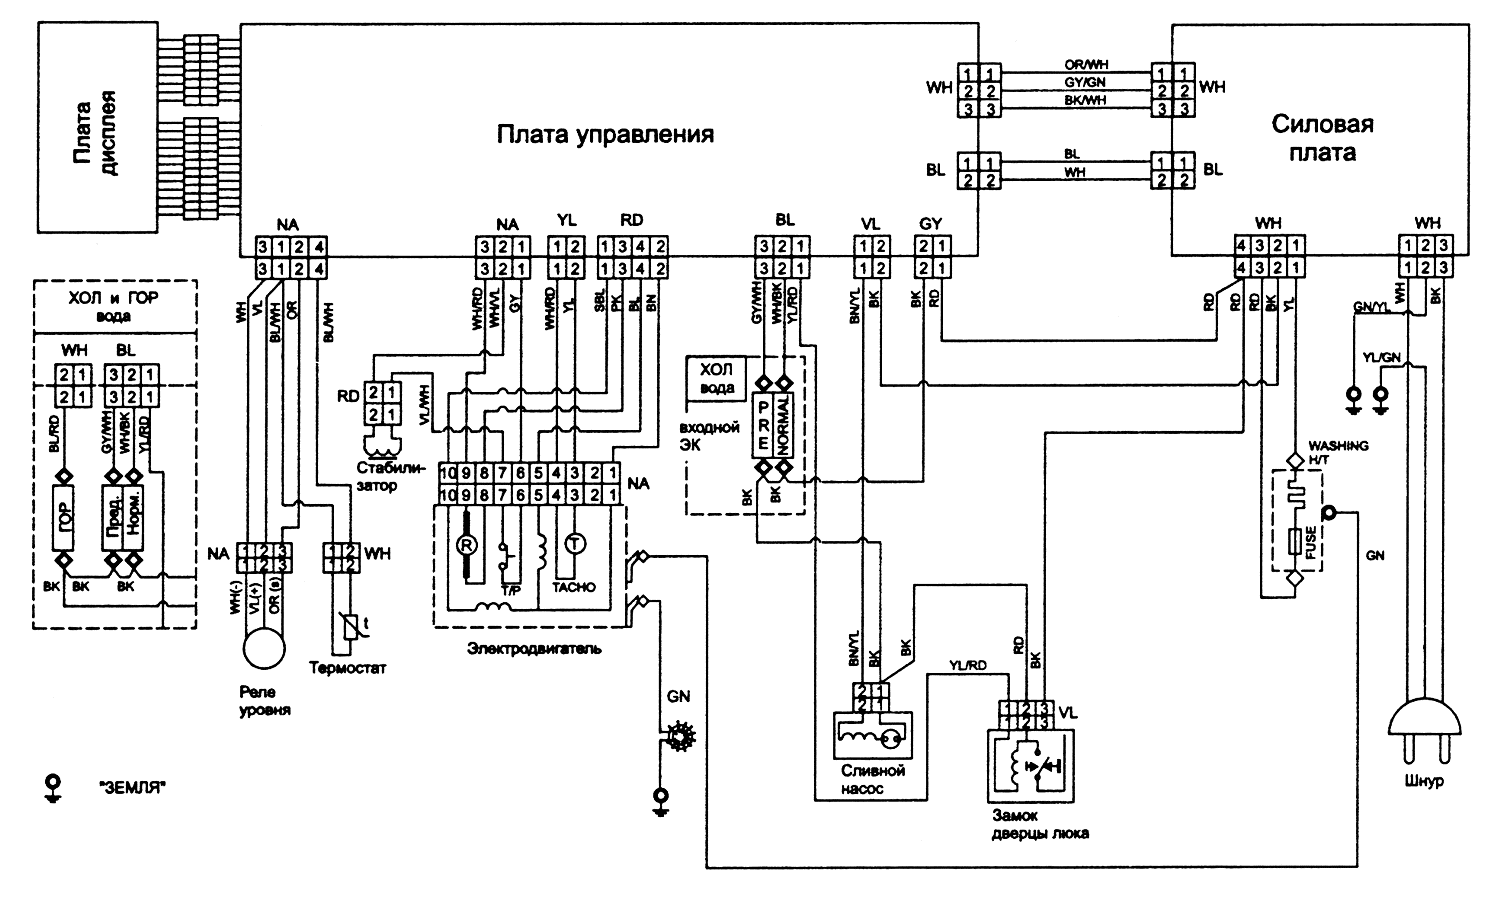 Плата
дисплея
Плата управления
Силовая
плата
WH
1 1
2 2
3 3
OR/WH
GY/GN
BK/WH
1 1
2 2
3 3
WH
BL
1 1
2 2
BL
WH
1 1
2 2
BL
NA
3 1 2 4
3 1 2 4
NA
3 2 1
3 2 1
YL
1 2
1 2
RD
1 3 4 2
1 3 4 2
BL
3 2 1
3 2 1
VL
1 2
1 2
GY
2 1
2 1
WH
4 3 2 1
4 3 2 1
WH
1 2 3
1 2 3
WH
VL
BL/WH
OR
BL/WH
WH/RD
WH/VL
GY
WH/RD
YL
SBL
PK
BL
BN
GY/WH
WH/BK
YL/RD
BN/YL
BK
BK
RD
RD
RD
RD
BK
YL
WH
BK
GN/YL
YL/GN
ХОЛ и ГОР
вода
WH
2 1
2 1
BL
3 2 1
3 2 1
BL/RD
GY/WH
WH/BK
YL/RD
ГОР
Пред.
Норм.
BK
BK
BK
RD
2 1
2 1
VL/WH
Стабили-
затор
ХОЛ
вода
входной
ЭК
PRE
NORMAL
BK
BK
WASHING
H/T
FUSE
GN
10 9 8 7 6 5 4 3 2 1
10 9 8 7 6 5 4 3 2 1
NA
R
T/P
T
TACHO
Электродвигатель
NA
1 2 3
1 2 3
WH(-)
VL(+)
OR (s)
Реле
уровня
1 2
1 2
WH
t
Термостат
GN
BN/YL
BK
BK
2 1
2 1
Сливной
насос
YL/RD
RD
BK
1 2 3
1 2 3
VL
Замок
дверцы люка
Шнур
"ЗЕМЛЯ"